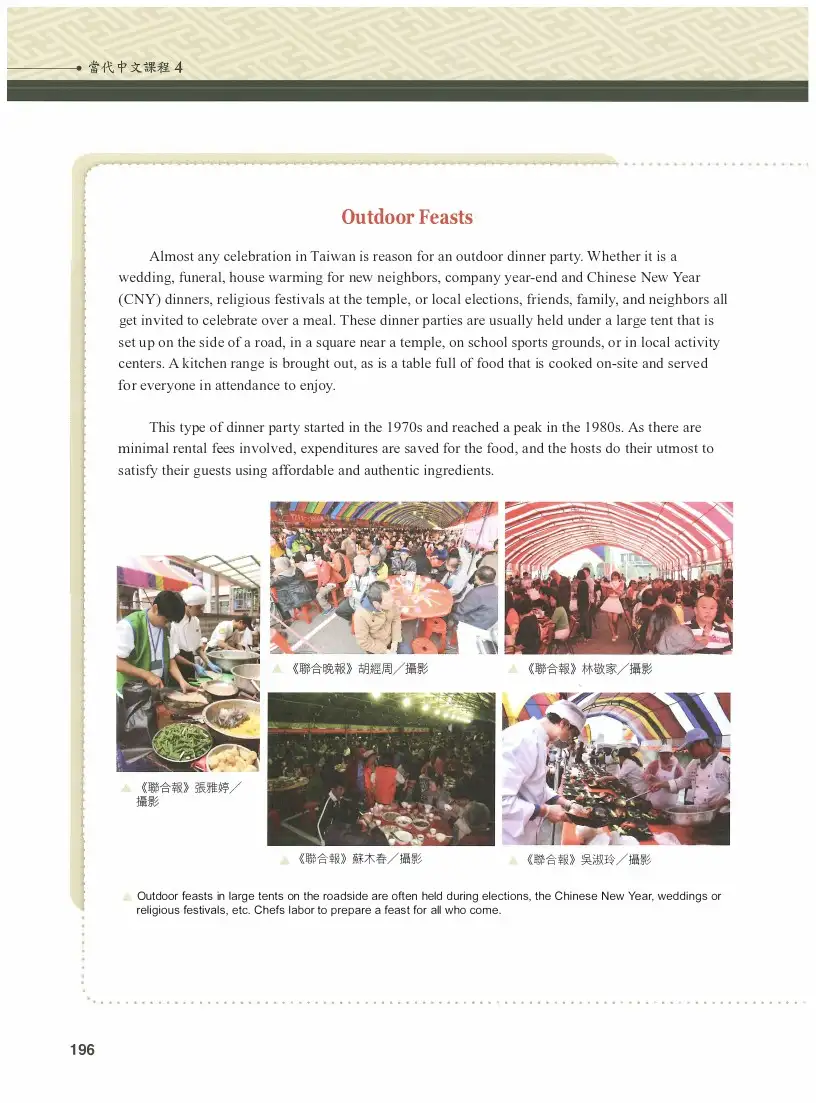 當代中文課程 4
Outdoor Feasts
Almost any celebration in Taiwan is reason for an outdoor dinner party. Whether it is a
wedding, funeral, house warming for new neighbors, company year-end and Chinese New Year
(CNY) dinners, religious festivals at the temple, or local elections, friends, family, and neighbors all
get invited to celebrate over a meal. These dinner parties are usually held under a large tent that is
set up on the side of a road, in a square near a temple, on school sports grounds, or in local activity
centers. A kitchen range is brought out, as is a table full of food that is cooked on-site and served
for everyone in attendance to enjoy.
This type of dinner party started in the 1970s and reached a peak in the 1980s. As there are
minimal rental fees involved, expenditures are saved for the food, and the hosts do their utmost to
satisfy their guests using affordable and authentic ingredients.
《聯合晚報》胡經周／攝影
《聯合報》林敬家／攝影
《聯合報》張雅婷／
攝影
《聯合報》蘇木春／攝影
《聯合報》吳淑玲／攝影
Outdoor feasts in large tents on the roadside are often held during elections, the Chinese New Year, weddings or
religious festivals, etc. Chefs labor to prepare a feast for all who come.
196